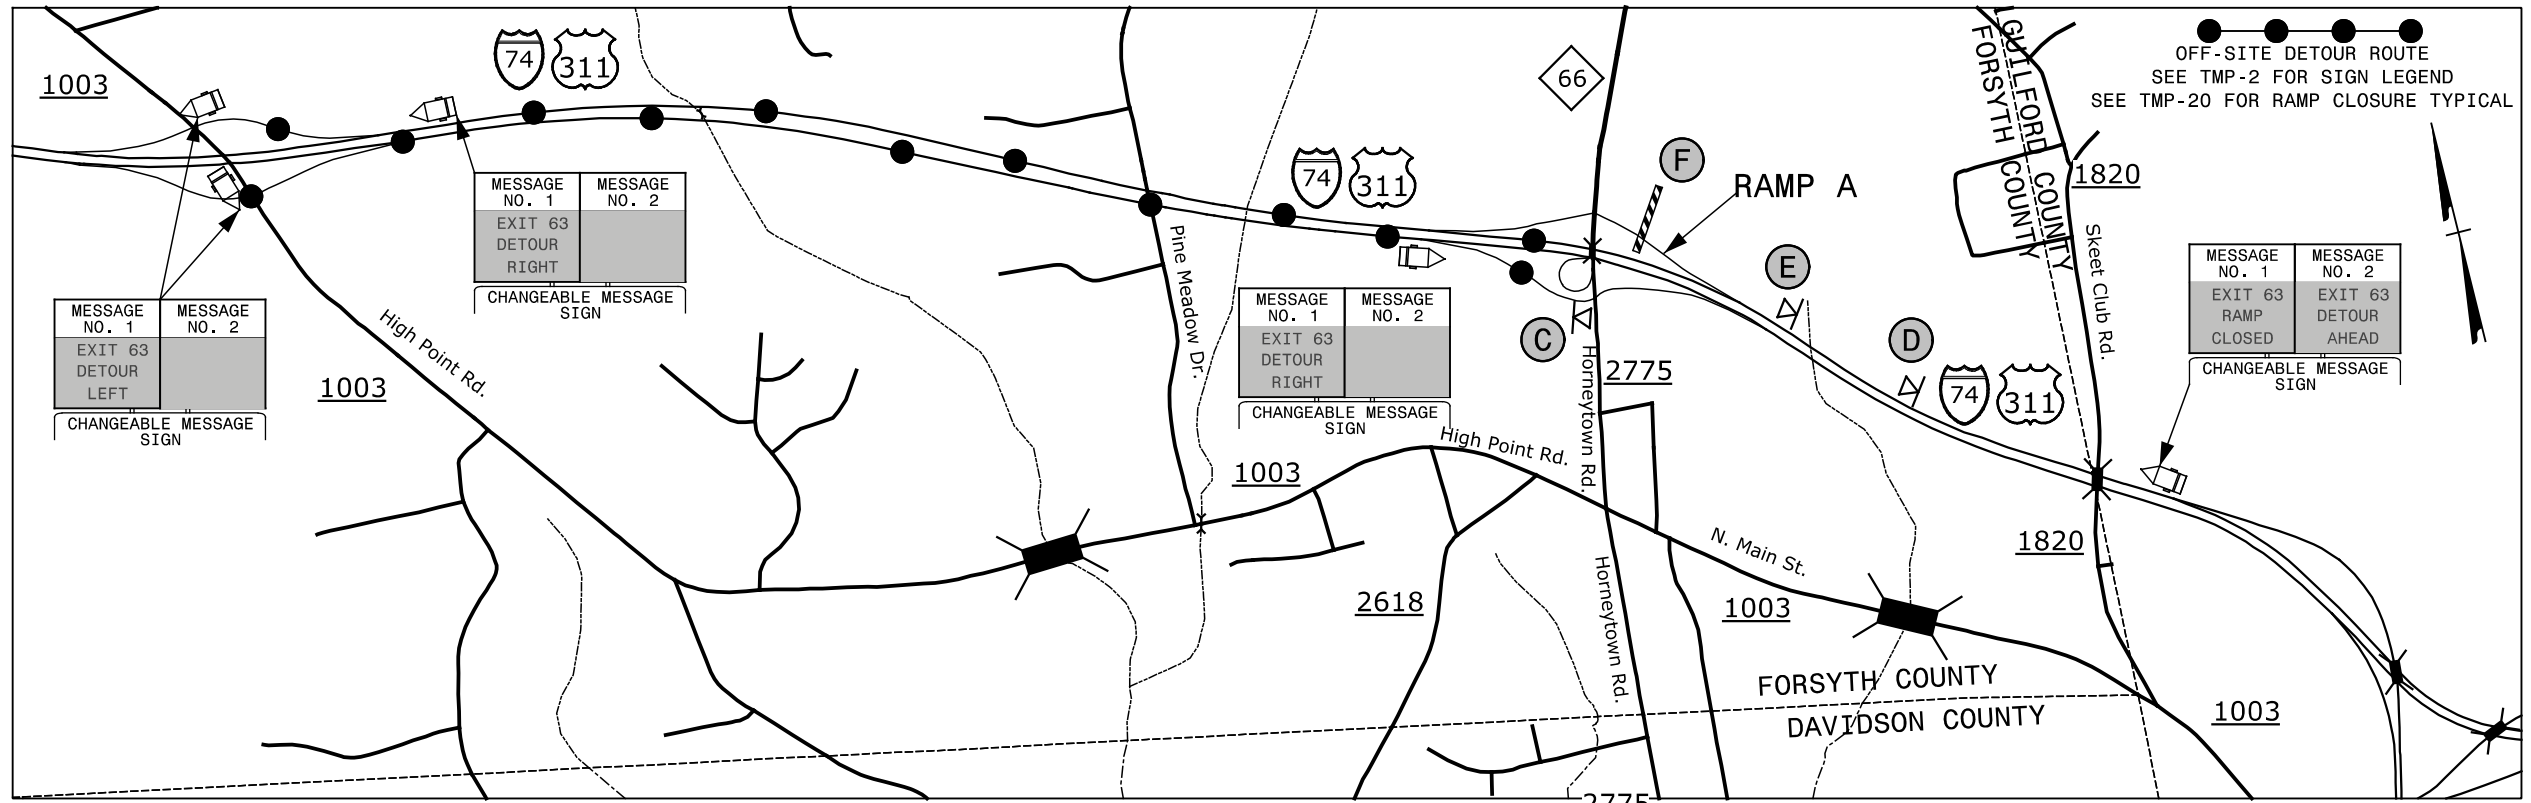 1003
74
311
66
GUILFORD COUNTY
FORSYTH COUNTY
OFF-SITE DETOUR ROUTE
SEE TMP-2 FOR SIGN LEGEND
SEE TMP-20 FOR RAMP CLOSURE TYPICAL
MESSAGE NO. 1
MESSAGE NO. 2
EXIT 63
DETOUR
RIGHT
CHANGEABLE MESSAGE
SIGN
74
311
F
RAMP A
1820
Skeet Club Rd.
Pine Meadow Dr.
E
MESSAGE NO. 1
MESSAGE NO. 2
EXIT 63
RAMP
CLOSED
EXIT 63
DETOUR
AHEAD
CHANGEABLE MESSAGE
SIGN
MESSAGE NO. 1
MESSAGE NO. 2
EXIT 63
DETOUR
LEFT
CHANGEABLE MESSAGE
SIGN
High Point Rd.
1003
MESSAGE NO. 1
MESSAGE NO. 2
EXIT 63
DETOUR
RIGHT
CHANGEABLE MESSAGE
SIGN
C
D
Horneytown Rd.
2775
74
311
High Point Rd.
1003
N. Main St.
1820
Horneytown Rd.
2618
1003
FORSYTH COUNTY
DAVIDSON COUNTY
1003
2775